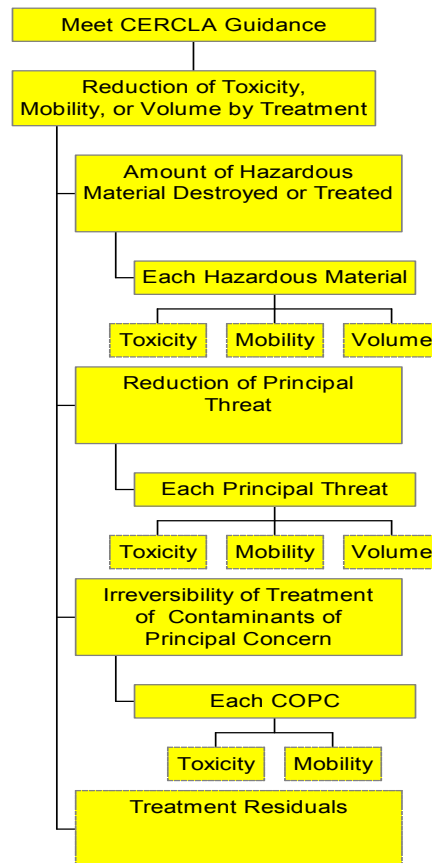 Meet CERCLA Guidance
Reduction of Toxicity,
Mobility, or Volume by Treatment
Amount of Hazardous
Material Destroyed or Treated
Each Hazardous Material
Toxicity Mobility Volume
Reduction of Principal
Threat
Each Principal Threat
Toxicity Mobility Volume
Irreversibility of Treatment
of Contaminants of
Principal Concern
Each COPC
Toxicity Mobility
Treatment Residuals